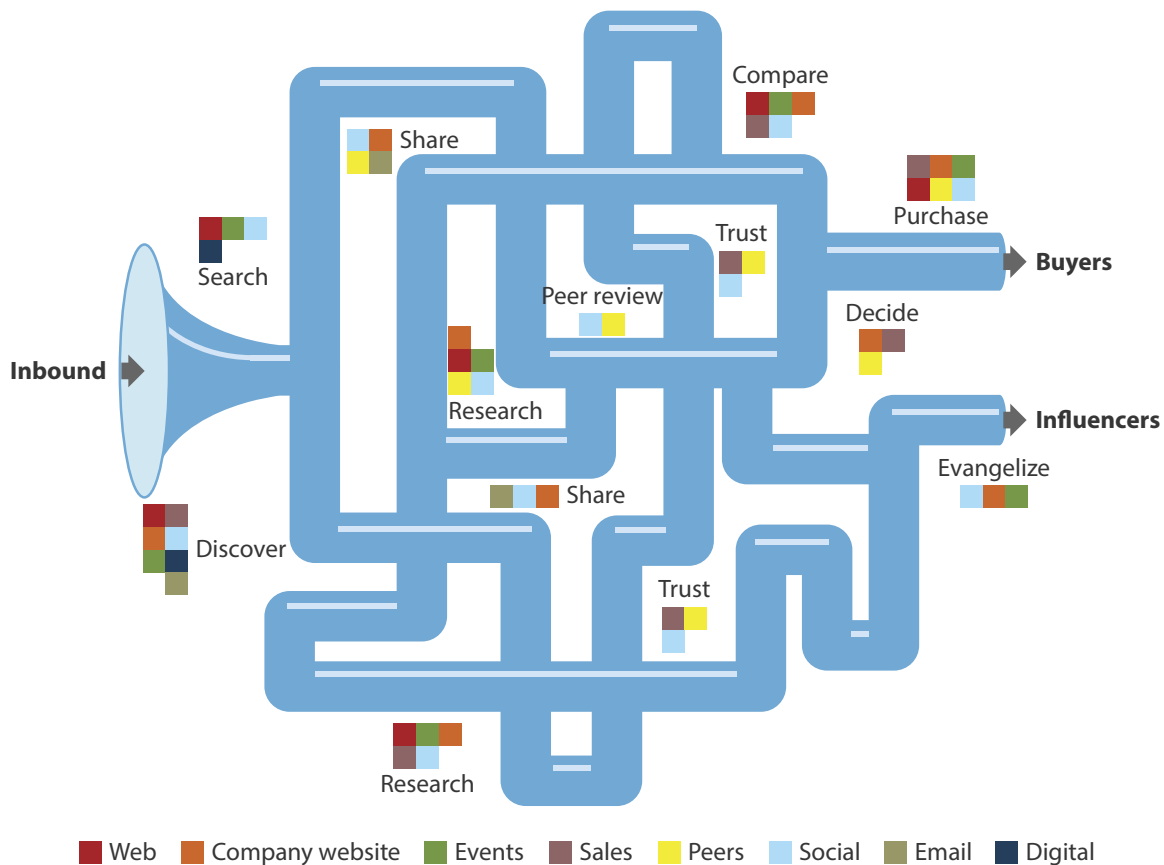 Compare
Share
Purchase
Trust
Search
Buyers
Peer review
Decide
Inbound
Research
Influencers
Evangelize
Share
Discover
Trust
Research
Web Company website Events Sales Peers Social Email Digital